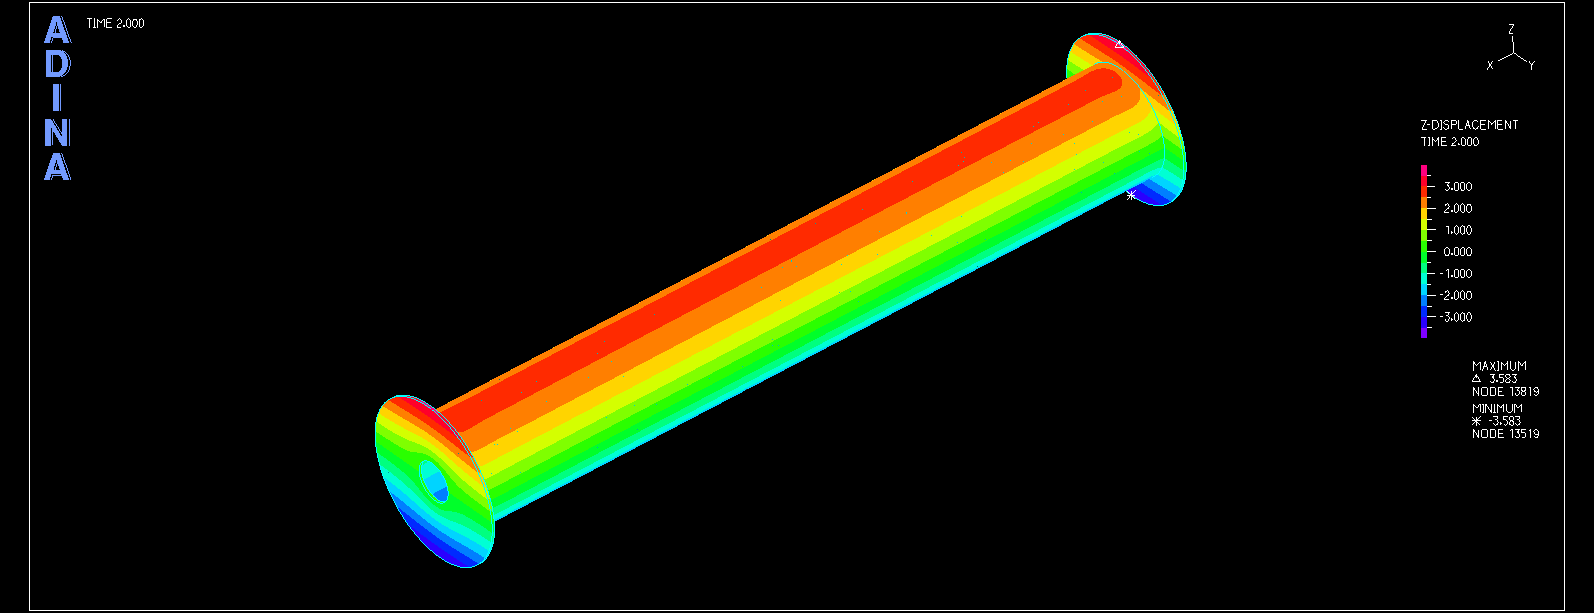 ADINA
TIME 2.000
Z
X
Y
Z-DISPLACEMENT
TIME 2.000
3.000
2.000
1.000
0.000
-1.000
-2.000
-3.000
MAXIMUM
△ 3.583
NODE 13819
MINIMUM
✳ -3.583
NODE 13519